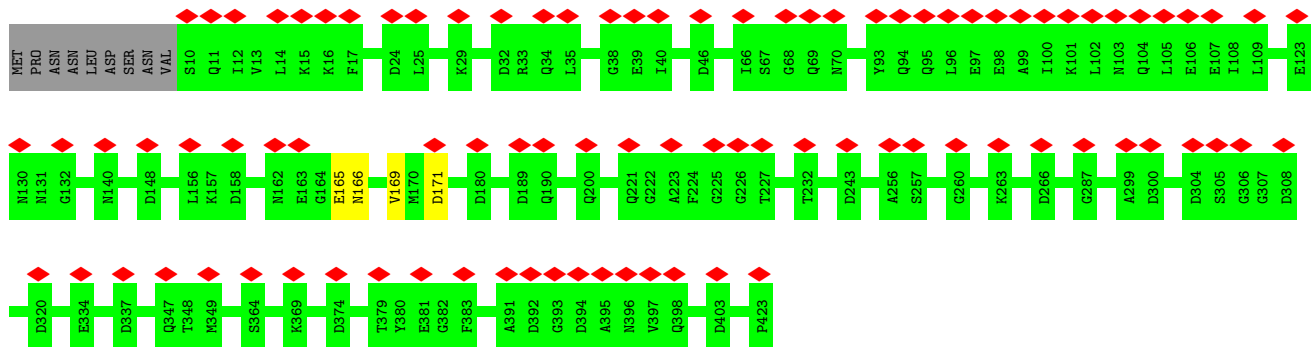 MET PRO ASN ASN LEU ASP SER ASN VAL S10 Q11 I12 V13 L14 K15 K16 F17 D24 L25 K29 D32 R33 Q34 L35 G38 E39 I40 D46 I66 S67 G68 Q69 N70 Y93 Q94 Q95 L96 E97 E98 A99 I100 K101 L102 N103 Q104 L105 E106 E107 I108 L109 E123
N130 N131 G132 N140 D148 L156 K157 D158 N162 E163 G164 E165 N166 V169 M170 D171 D180 D189 Q190 Q200 Q221 G222 A223 F224 G225 G226 T227 T232 D243 A256 S257 G260 K263 D266 G287 A299 D300 D304 S305 G306 G307 D308
D320 E334 D337 Q347 T348 M349 S364 K369 D374 T379 Y380 E381 G382 F383 A391 D392 G393 D394 A395 N396 V397 Q398 D403 P423